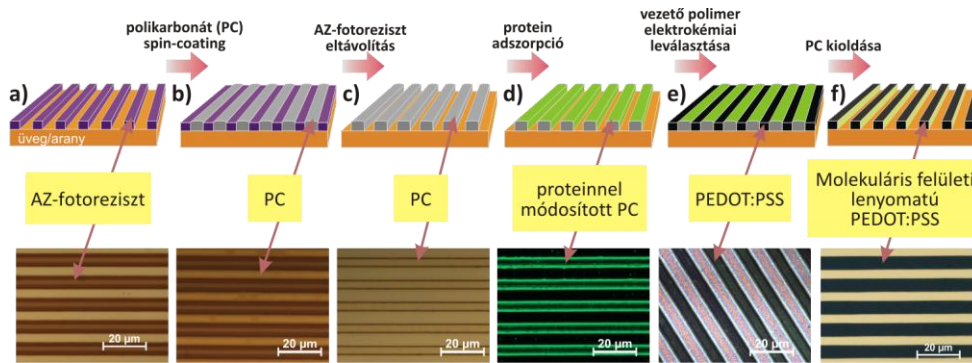 polikarbonát (PC)
spin-coating
AZ-fotoreziszt
eltávolítás
protein
adszorpció
vezető polimer
elektrokémiai
leválasztása
PC kioldása
a)
b)
c)
d)
e)
f)
üveg/arany
AZ-fotoreziszt
PC
PC
proteinnel
módosított PC
PEDOT:PSS
Molekuláris felületi
lenyomatú
PEDOT:PSS
20 µm
20 µm
20 µm
20 µm
20 µm
20 µm